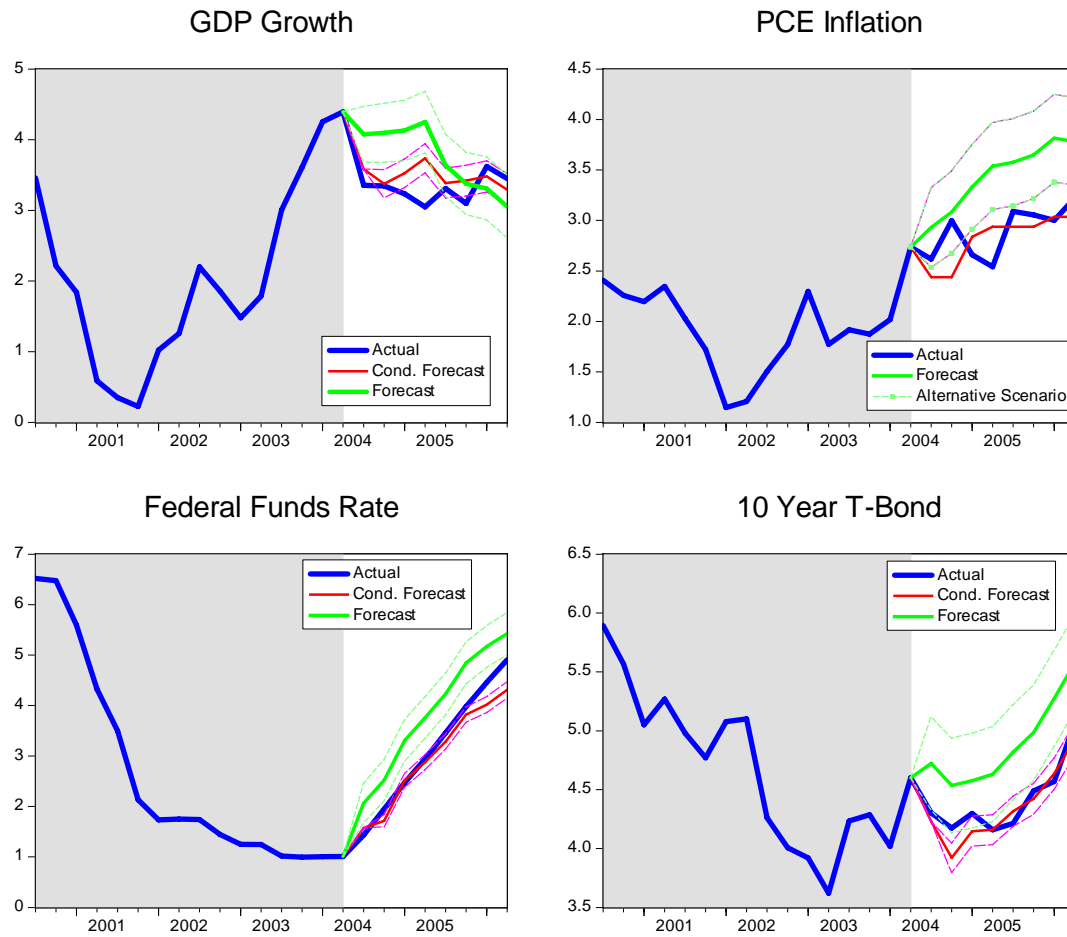 GDP Growth
5
4
3
2
1
0
2001 2002 2003 2004 2005
Actual
Cond. Forecast
Forecast
PCE Inflation
4.5
4.0
3.5
3.0
2.5
2.0
1.5
1.0
2001 2002 2003 2004 2005
Actual
Forecast
Alternative Scenario
Federal Funds Rate
7
6
5
4
3
2
1
0
2001 2002 2003 2004 2005
Actual
Cond. Forecast
Forecast
10 Year T-Bond
6.5
6.0
5.5
5.0
4.5
4.0
3.5
2001 2002 2003 2004 2005
Actual
Cond. Forecast
Forecast